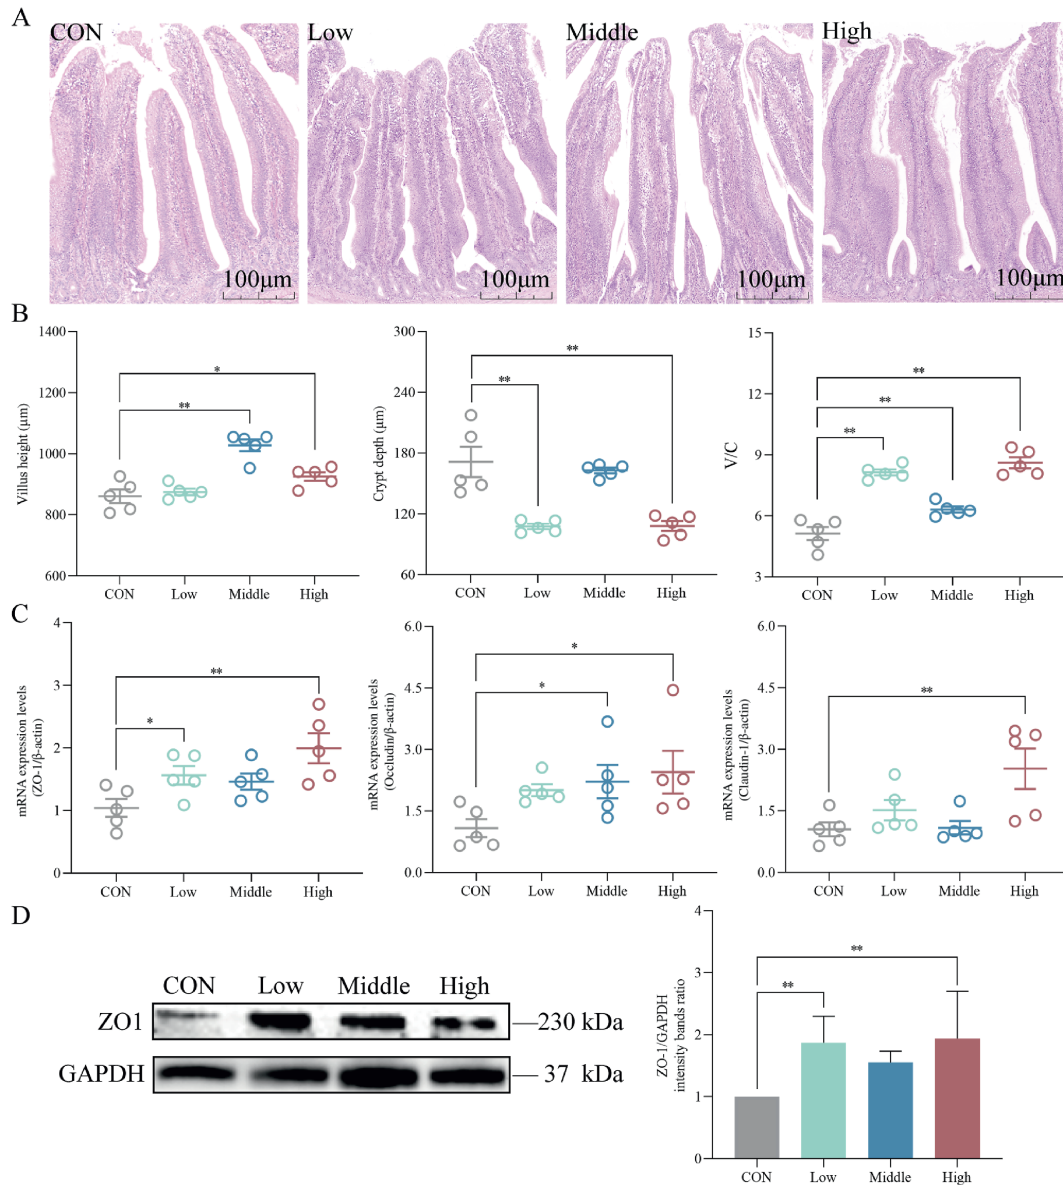 A
CON
Low
Middle
High
100μm
100μm
100μm
100μm
B
1400
1200
1000
800
600
Villus height (μm)
*
**
CON
Low
Middle
High
300
240
180
120
60
Crypt depth (μm)
**
**
CON
Low
Middle
High
15
12
9
6
3
V/C
**
**
**
CON
Low
Middle
High
C
4
3
2
1
0
mRNA expression levels
(ZO-1/β-actin)
**
*
CON
Low
Middle
High
6.0
4.5
3.0
1.5
0.0
mRNA expression levels
(Occludin/β-actin)
*
*
CON
Low
Middle
High
6.0
4.5
3.0
1.5
0.0
mRNA expression levels
(Claudin-1/β-actin)
**
CON
Low
Middle
High
D
CON
Low
Middle
High
ZO1
230 kDa
GAPDH
37 kDa
4
3
2
1
0
ZO-1/GAPDH
intensity bands ratio
**
**
CON
Low
Middle
High